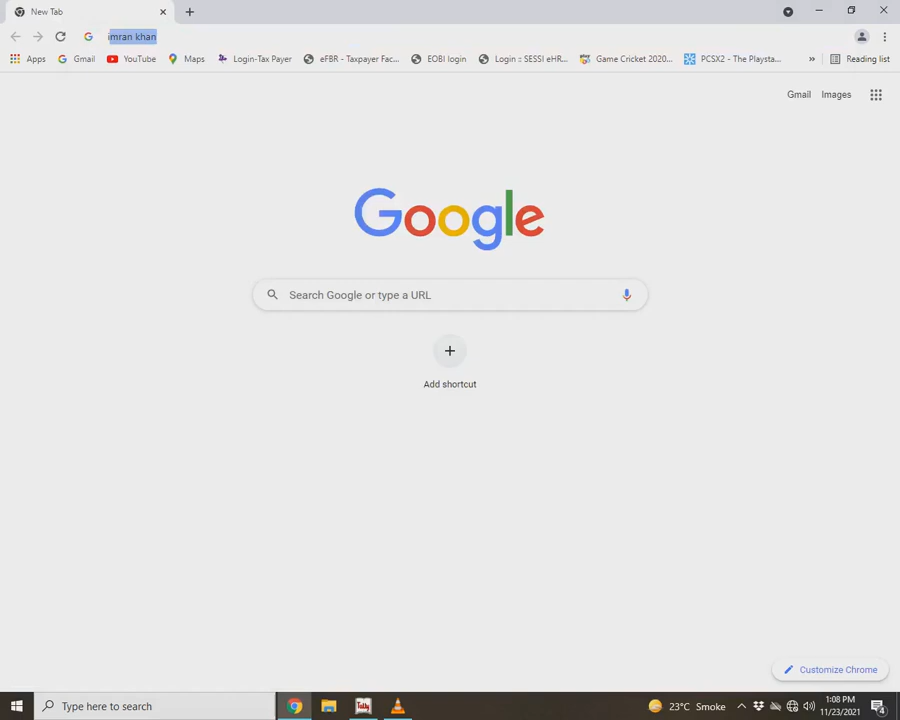 New Tab
imran khan
Apps Gmail YouTube Maps Login-Tax Payer eFBR - Taxpayer Fac... EOBI login Login :: SESSI eHR... Game Cricket 2020... PCSX2 - The Playsta... » Reading list
Gmail Images
Google
Search Google or type a URL
Add shortcut
Customize Chrome
Type here to search Tally 23°C Smoke 1:08 PM
11/23/2021 4